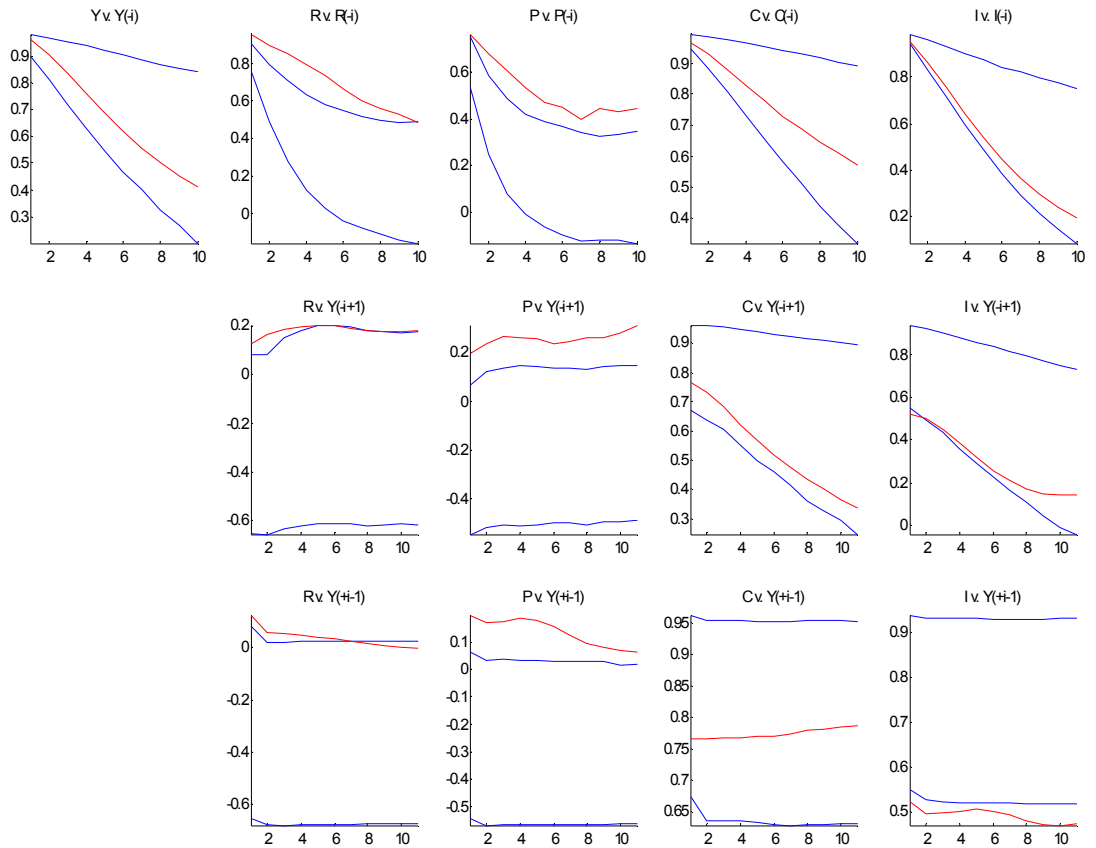 Y v. Y(-i)
0.9
0.8
0.7
0.6
0.5
0.4
0.3
2 4 6 8 10
R v. R(-i)
0.8
0.6
0.4
0.2
0
2 4 6 8 10
P v. P(-i)
0.6
0.4
0.2
0
2 4 6 8 10
C v. C(-i)
0.9
0.8
0.7
0.6
0.5
0.4
2 4 6 8 10
I v. I(-i)
0.8
0.6
0.4
0.2
2 4 6 8 10
R v. Y(-i+1)
0.2
0
-0.2
-0.4
-0.6
2 4 6 8 10
P v. Y(-i+1)
0.2
0
-0.2
-0.4
2 4 6 8 10
C v. Y(-i+1)
0.9
0.8
0.7
0.6
0.5
0.4
0.3
2 4 6 8 10
I v. Y(-i+1)
0.8
0.6
0.4
0.2
0
2 4 6 8 10
R v. Y(+i-1)
0
-0.2
-0.4
-0.6
2 4 6 8 10
P v. Y(+i-1)
0.1
0
-0.1
-0.2
-0.3
-0.4
-0.5
2 4 6 8 10
C v. Y(+i-1)
0.95
0.9
0.85
0.8
0.75
0.7
0.65
2 4 6 8 10
I v. Y(+i-1)
0.9
0.8
0.7
0.6
0.5
2 4 6 8 10